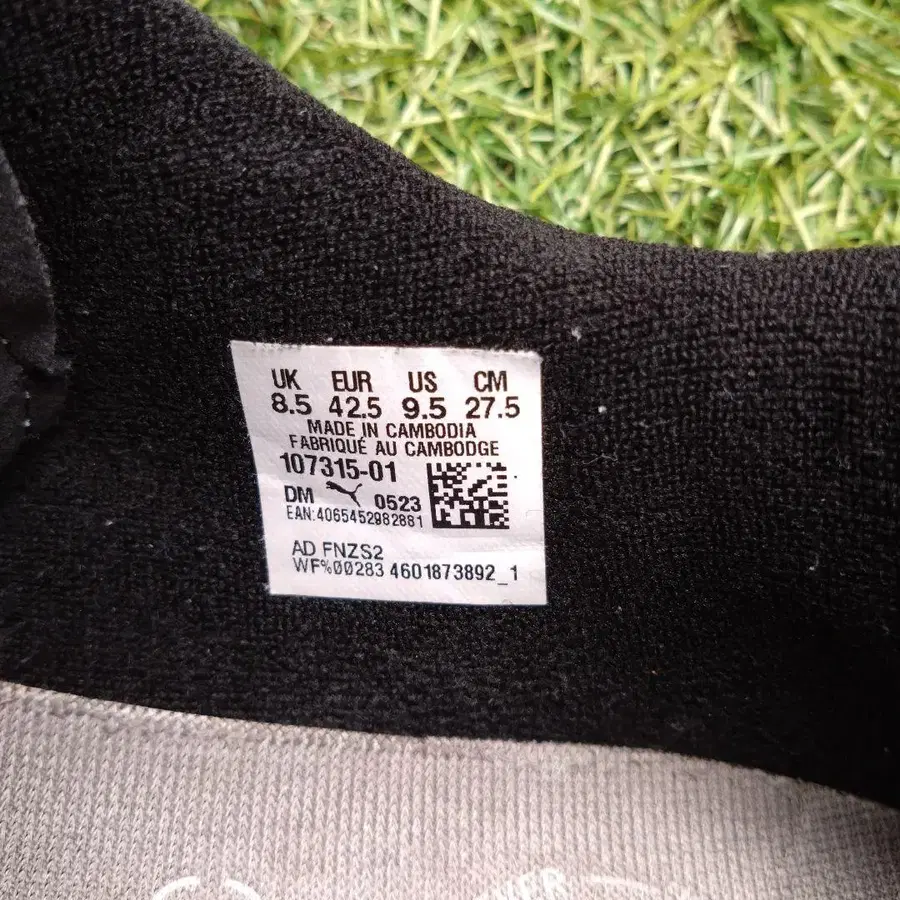 UK EUR US CM
8.5 42.5 9.5 27.5
MADE IN CAMBODIA
FABRIQUÉ AU CAMBODGE
107315-01
DM 0523
EAN:4065452982881
AD FNZS2
WF%00283 4601873892_1